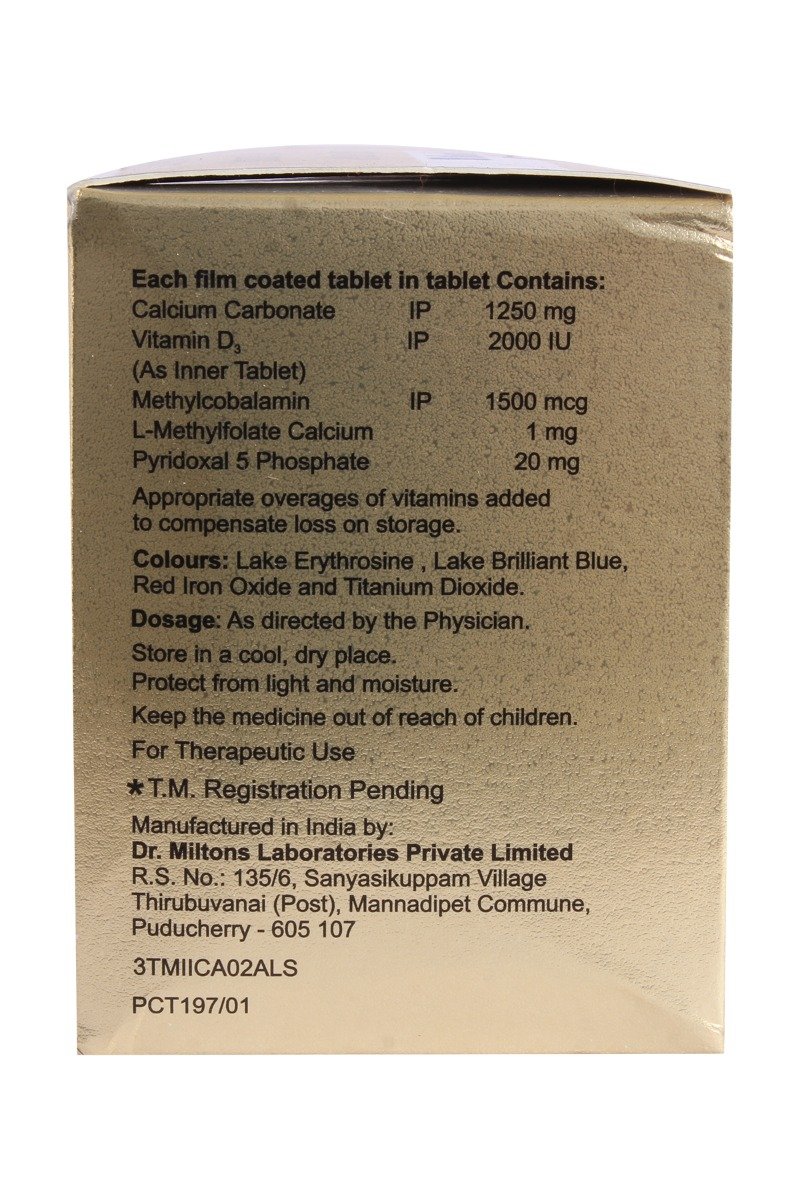 Each film coated tablet in tablet Contains:
Calcium Carbonate IP 1250 mg
Vitamin D3 IP 2000 IU
(As Inner Tablet)
Methylcobalamin IP 1500 mcg
L-Methylfolate Calcium 1 mg
Pyridoxal 5 Phosphate 20 mg
Appropriate overages of vitamins added
to compensate loss on storage.
Colours: Lake Erythrosine , Lake Brilliant Blue,
Red Iron Oxide and Titanium Dioxide.
Dosage: As directed by the Physician.
Store in a cool, dry place.
Protect from light and moisture.
Keep the medicine out of reach of children.
For Therapeutic Use
*T.M. Registration Pending
Manufactured in India by:
Dr. Miltons Laboratories Private Limited
R.S. No.: 135/6, Sanyasikuppam Village
Thirubuvanai (Post), Mannadipet Commune,
Puducherry - 605 107
3TMIICA02ALS
PCT197/01